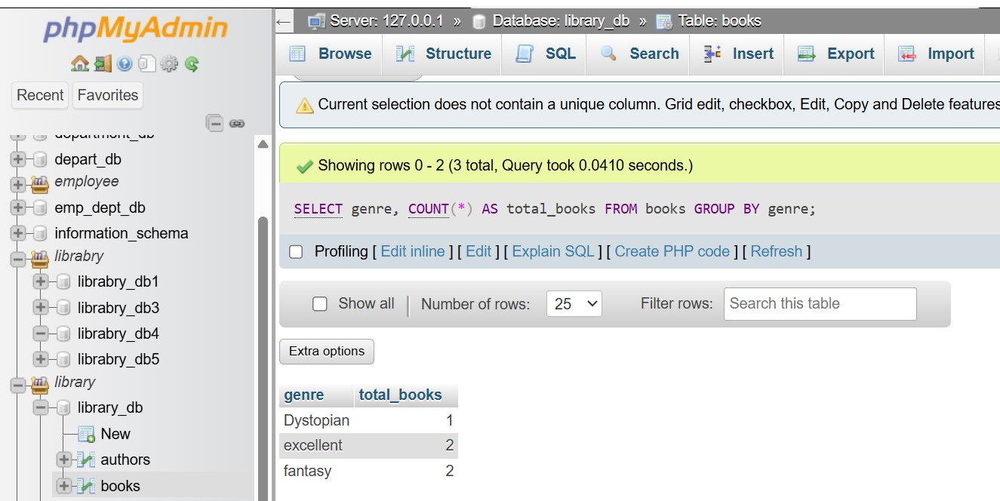 phpMyAdmin
Recent Favorites
department_db
depart_db
employee
emp_dept_db
information_schema
librabry
librabry_db1
librabry_db3
librabry_db4
librabry_db5
library
library_db
New
authors
books
← Server: 127.0.0.1 » Database: library_db » Table: books
Browse Structure SQL Search Insert Export Import
Current selection does not contain a unique column. Grid edit, checkbox, Edit, Copy and Delete features
Showing rows 0 - 2 (3 total, Query took 0.0410 seconds.)
SELECT genre, COUNT(*) AS total_books FROM books GROUP BY genre;
Profiling [ Edit inline ] [ Edit ] [ Explain SQL ] [ Create PHP code ] [ Refresh ]
Show all | Number of rows: 25 Filter rows: Search this table
Extra options
genre total_books
Dystopian 1
excellent 2
fantasy 2